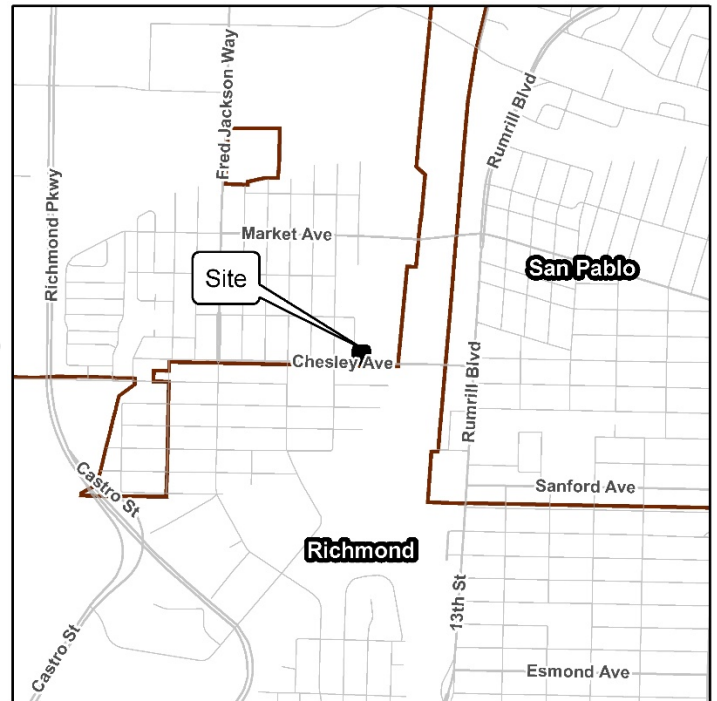 Fred Jackson Way
Rumrill Blvd
Richmond Pkwy
Market Ave
San Pablo
Site
Chesley Ave
Rumrill Blvd
Castro St
Sanford Ave
Richmond
13th St
Castro St
Esmond Ave